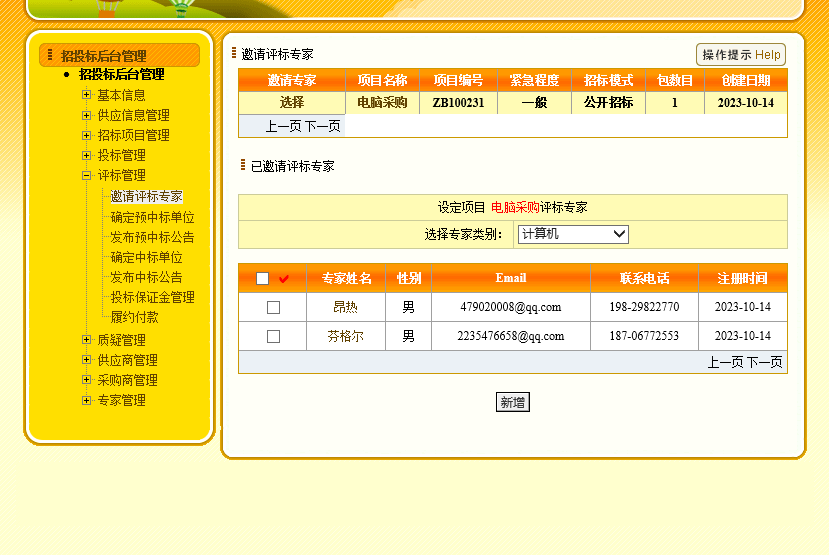 招投标后台管理
招投标后台管理
基本信息
供应信息管理
招标项目管理
投标管理
评标管理
邀请评标专家
确定预中标单位
发布预中标公告
确定中标单位
发布中标公告
投标保证金管理
履约付款
质疑管理
供应商管理
采购商管理
专家管理
邀请评标专家 操作提示 Help
邀请专家 项目名称 项目编号 紧急程度 招标模式 包数目 创建日期
选择 电脑采购 ZB100231 一般 公开招标 1 2023-10-14
上一页 下一页
已邀请评标专家
设定项目 电脑采购评标专家
选择专家类别: 计算机
专家姓名 性别 Email 联系电话 注册时间
昂热 男 479020008@qq.com 198-29822770 2023-10-14
芬格尔 男 2235476658@qq.com 187-06772553 2023-10-14
上一页 下一页
新增